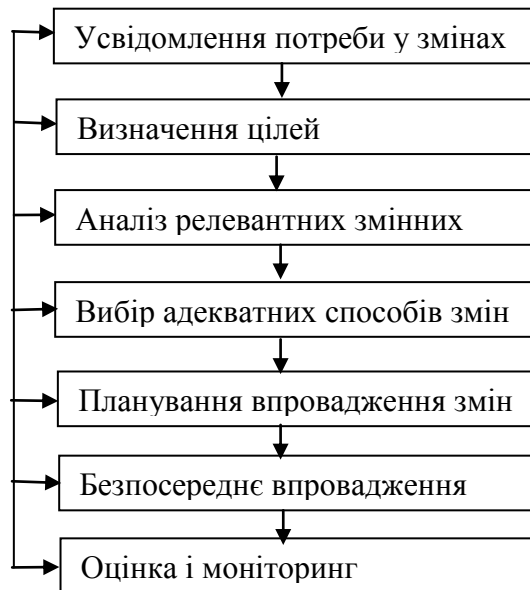 Усвідомлення потреби у змінах
Визначення цілей
Аналіз релевантних змінних
Вибір адекватних способів змін
Планування впровадження змін
Безпосереднє впровадження
Оцінка і моніторинг